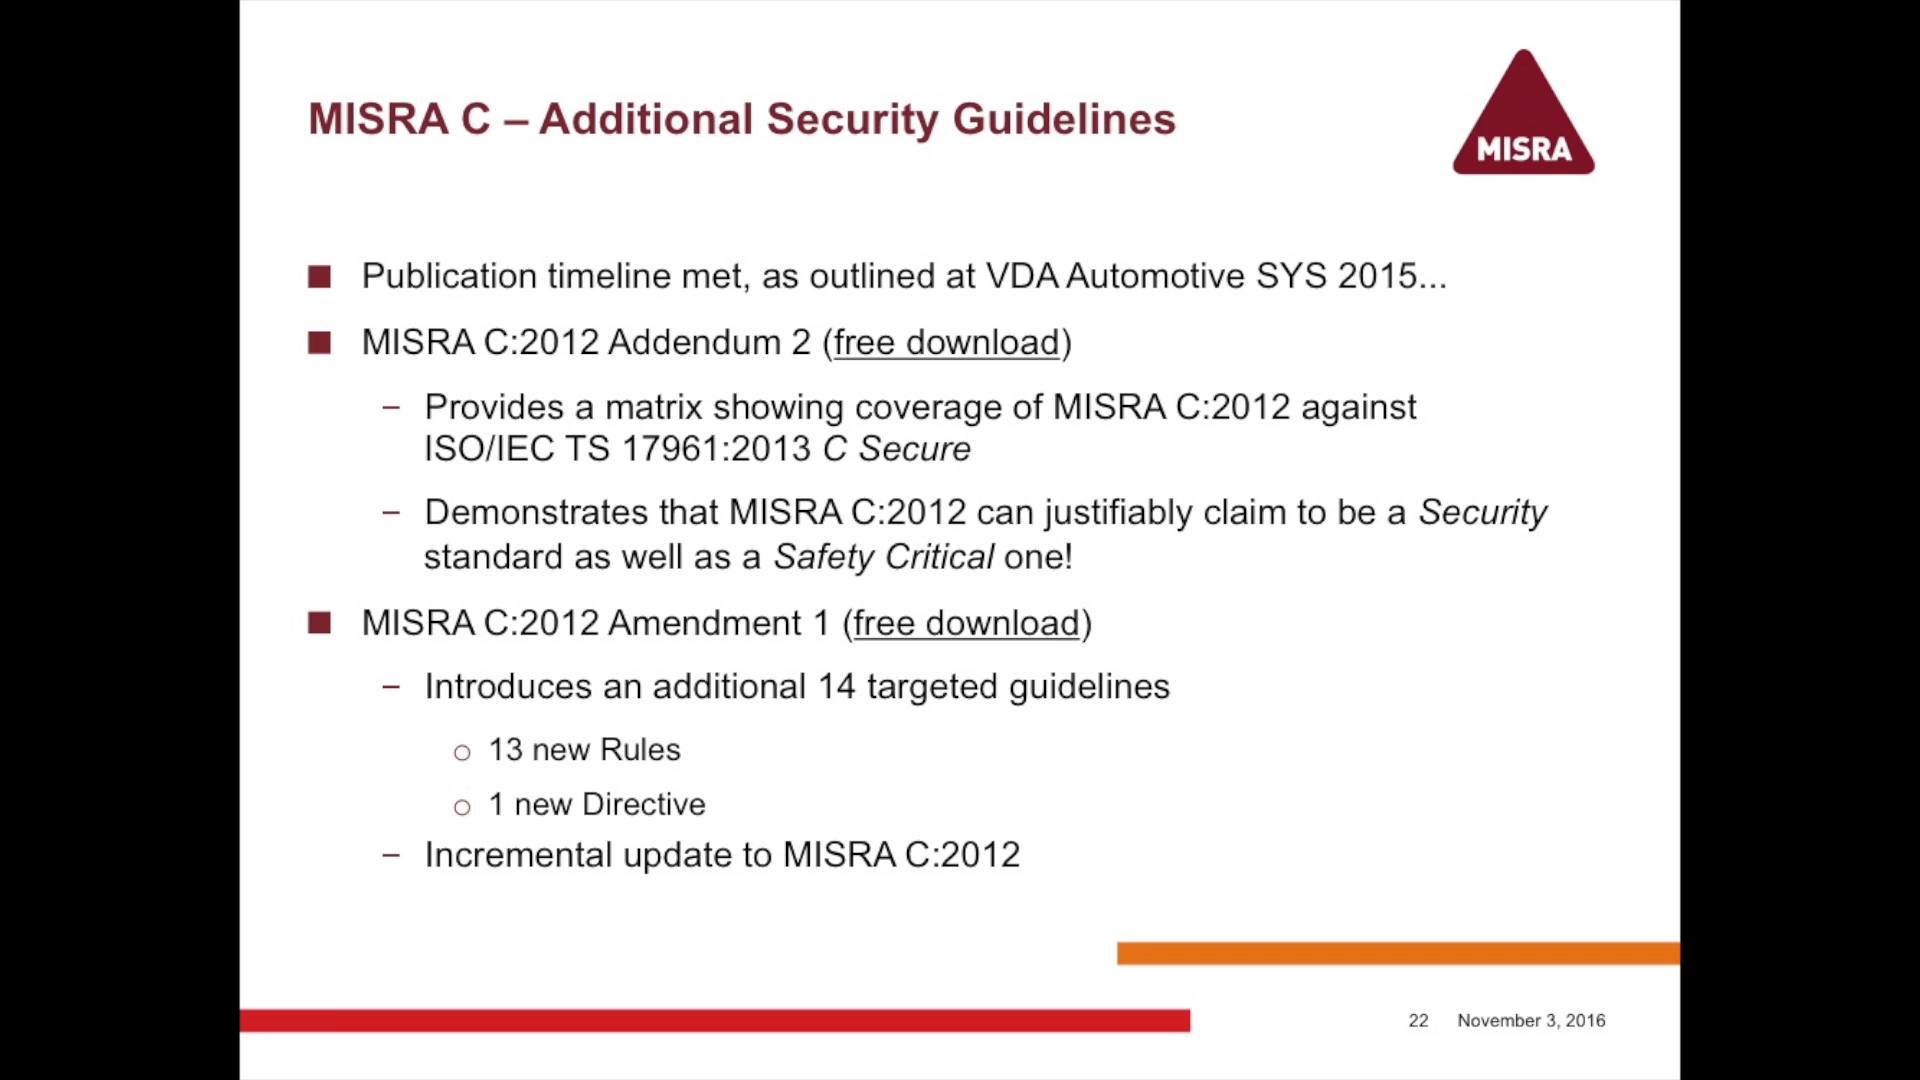 MISRA C – Additional Security Guidelines
MISRA
■ Publication timeline met, as outlined at VDA Automotive SYS 2015...
■ MISRA C:2012 Addendum 2 (free download)
– Provides a matrix showing coverage of MISRA C:2012 against
ISO/IEC TS 17961:2013 C Secure
– Demonstrates that MISRA C:2012 can justifiably claim to be a Security
standard as well as a Safety Critical one!
■ MISRA C:2012 Amendment 1 (free download)
– Introduces an additional 14 targeted guidelines
○ 13 new Rules
○ 1 new Directive
– Incremental update to MISRA C:2012
22 November 3, 2016